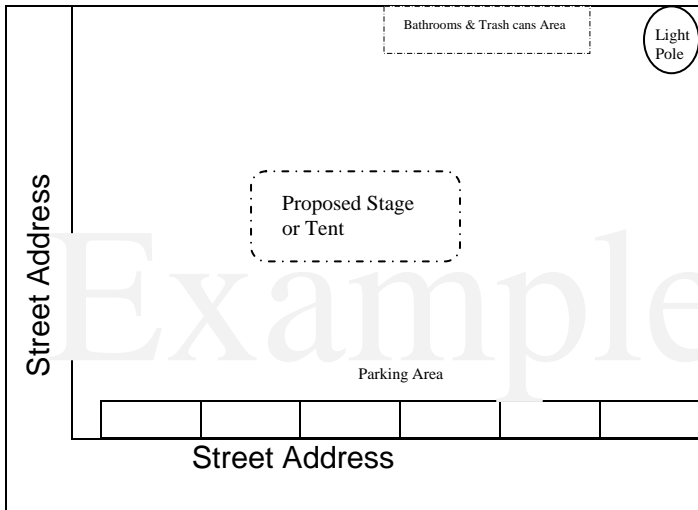 Bathrooms & Trash cans Area
Light
Pole
Proposed Stage
or Tent
Street Address
Example
Parking Area
Street Address